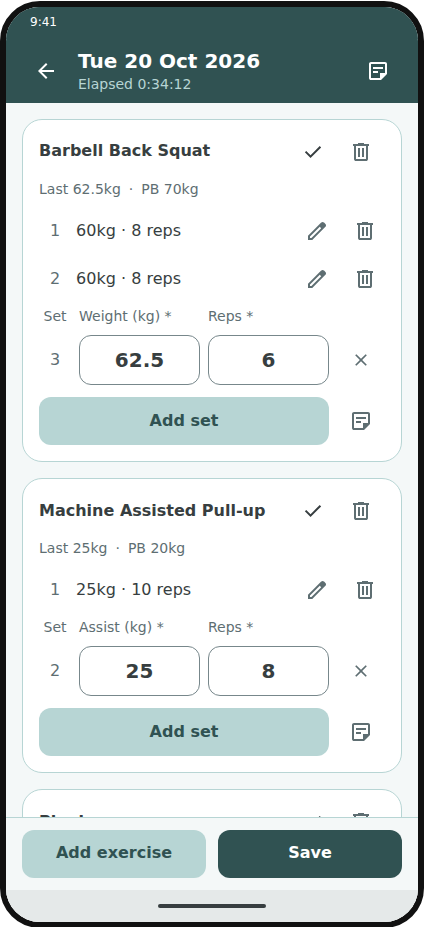 9:41
Tue 20 Oct 2026
Elapsed 0:34:12
Barbell Back Squat
Last 62.5kg · PB 70kg
1 60kg · 8 reps
2 60kg · 8 reps
Set Weight (kg) * Reps *
3 62.5 6
Add set
Machine Assisted Pull-up
Last 25kg · PB 20kg
1 25kg · 10 reps
Set Assist (kg) * Reps *
2 25 8
Add set
Add exercise Save